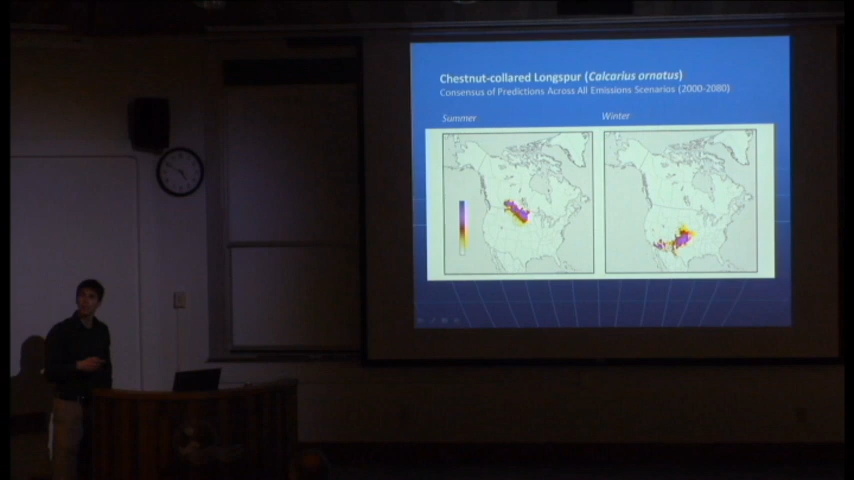 Chestnut-collared Longspur (Calcarius ornatus)
Consensus of Predictions Across All Emissions Scenarios (2000-2080)
Summer
Winter